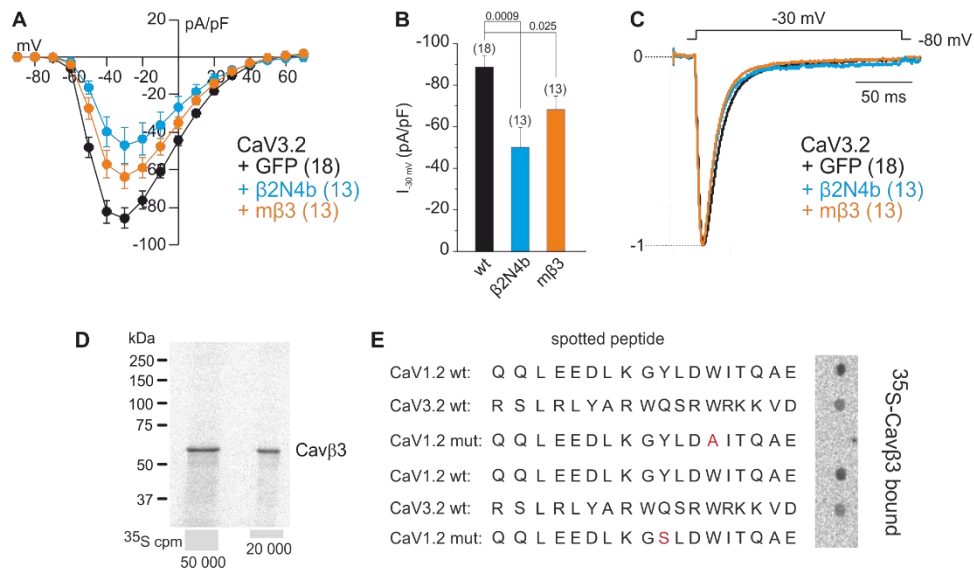 A
pA/pF
20
mV
-80 -60 -40 -20 0 20 40 60
-20
-40
-60
-80
-100
CaV3.2
+ GFP (18)
+ β2N4b (13)
+ mβ3 (13)
B
0.0009
0.025
-100
-80
-60
-40
-20
0
I-30 mV (pA/pF)
(18)
(13)
(13)
wt
β2N4b
mβ3
C
-30 mV
-80 mV
0
50 ms
CaV3.2
+ GFP (18)
+ β2N4b (13)
+ mβ3 (13)
-1
D
kDa
250
150
100
75
50
37
Cavβ3
35S cpm
50 000
20 000
E
spotted peptide
CaV1.2 wt: Q Q L E E D L K G Y L D W I T Q A E
CaV3.2 wt: R S L R L Y A R W Q S R W R K K V D
CaV1.2 mut: Q Q L E E D L K G Y L D A I T Q A E
CaV1.2 wt: Q Q L E E D L K G Y L D W I T Q A E
CaV3.2 wt: R S L R L Y A R W Q S R W R K K V D
CaV1.2 mut: Q Q L E E D L K G S L D W I T Q A E
35S-Cavβ3 bound